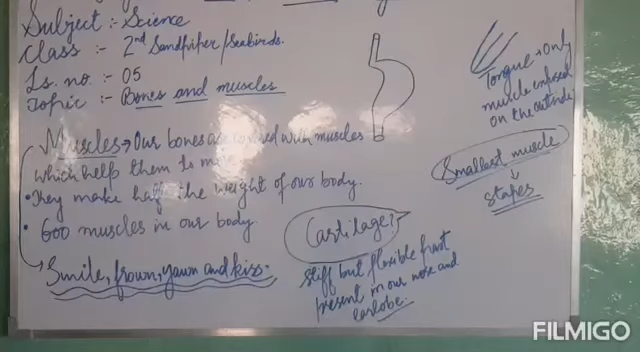 Subject :- Science
Class :- 2nd Sandpiper/Seabirds.
Ls. no. :- 05
Topic :- Bones and muscles
Muscles → Our bones are covered with muscles
which help them to move.
• They make half the weight of our body.
• 600 muscles in our body.
Smile, frown, yawn and kiss.
Cartilage :-
stiff but flexible
present in our nose and
earlobe.
Tongue → Only
muscle
on the outside
Smallest muscle
↓
stapes
FILMIGO